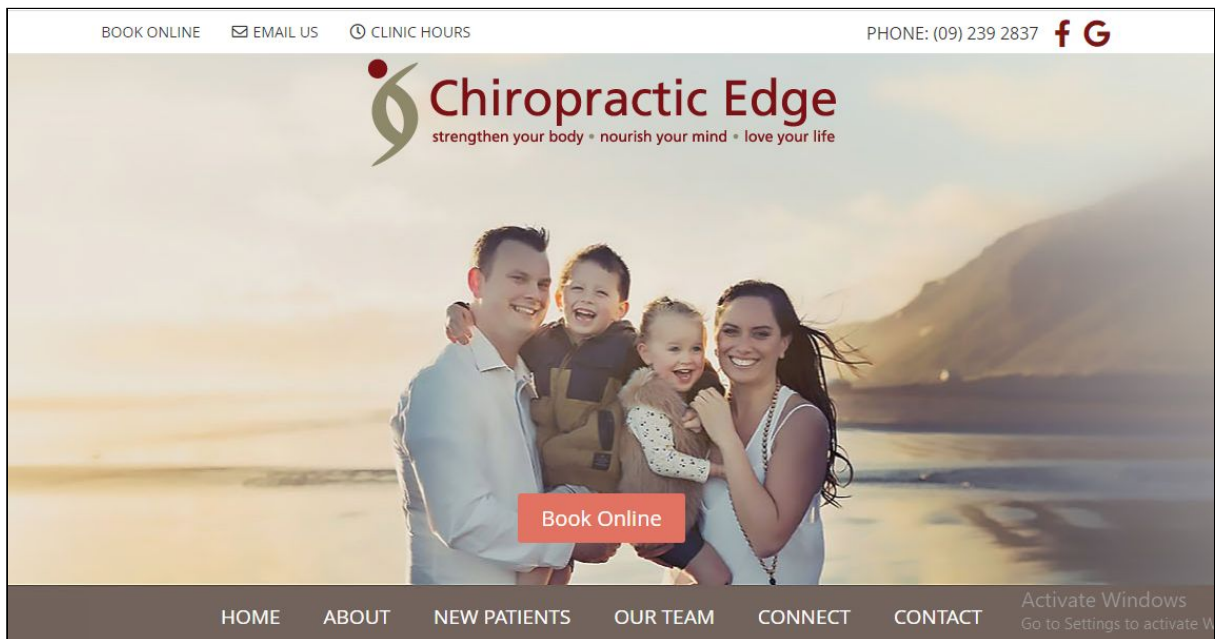 BOOK ONLINE EMAIL US CLINIC HOURS PHONE: (09) 239 2837
Chiropractic Edge
strengthen your body • nourish your mind • love your life
Book Online
HOME ABOUT NEW PATIENTS OUR TEAM CONNECT CONTACT
Activate Windows
Go to Settings to activate W